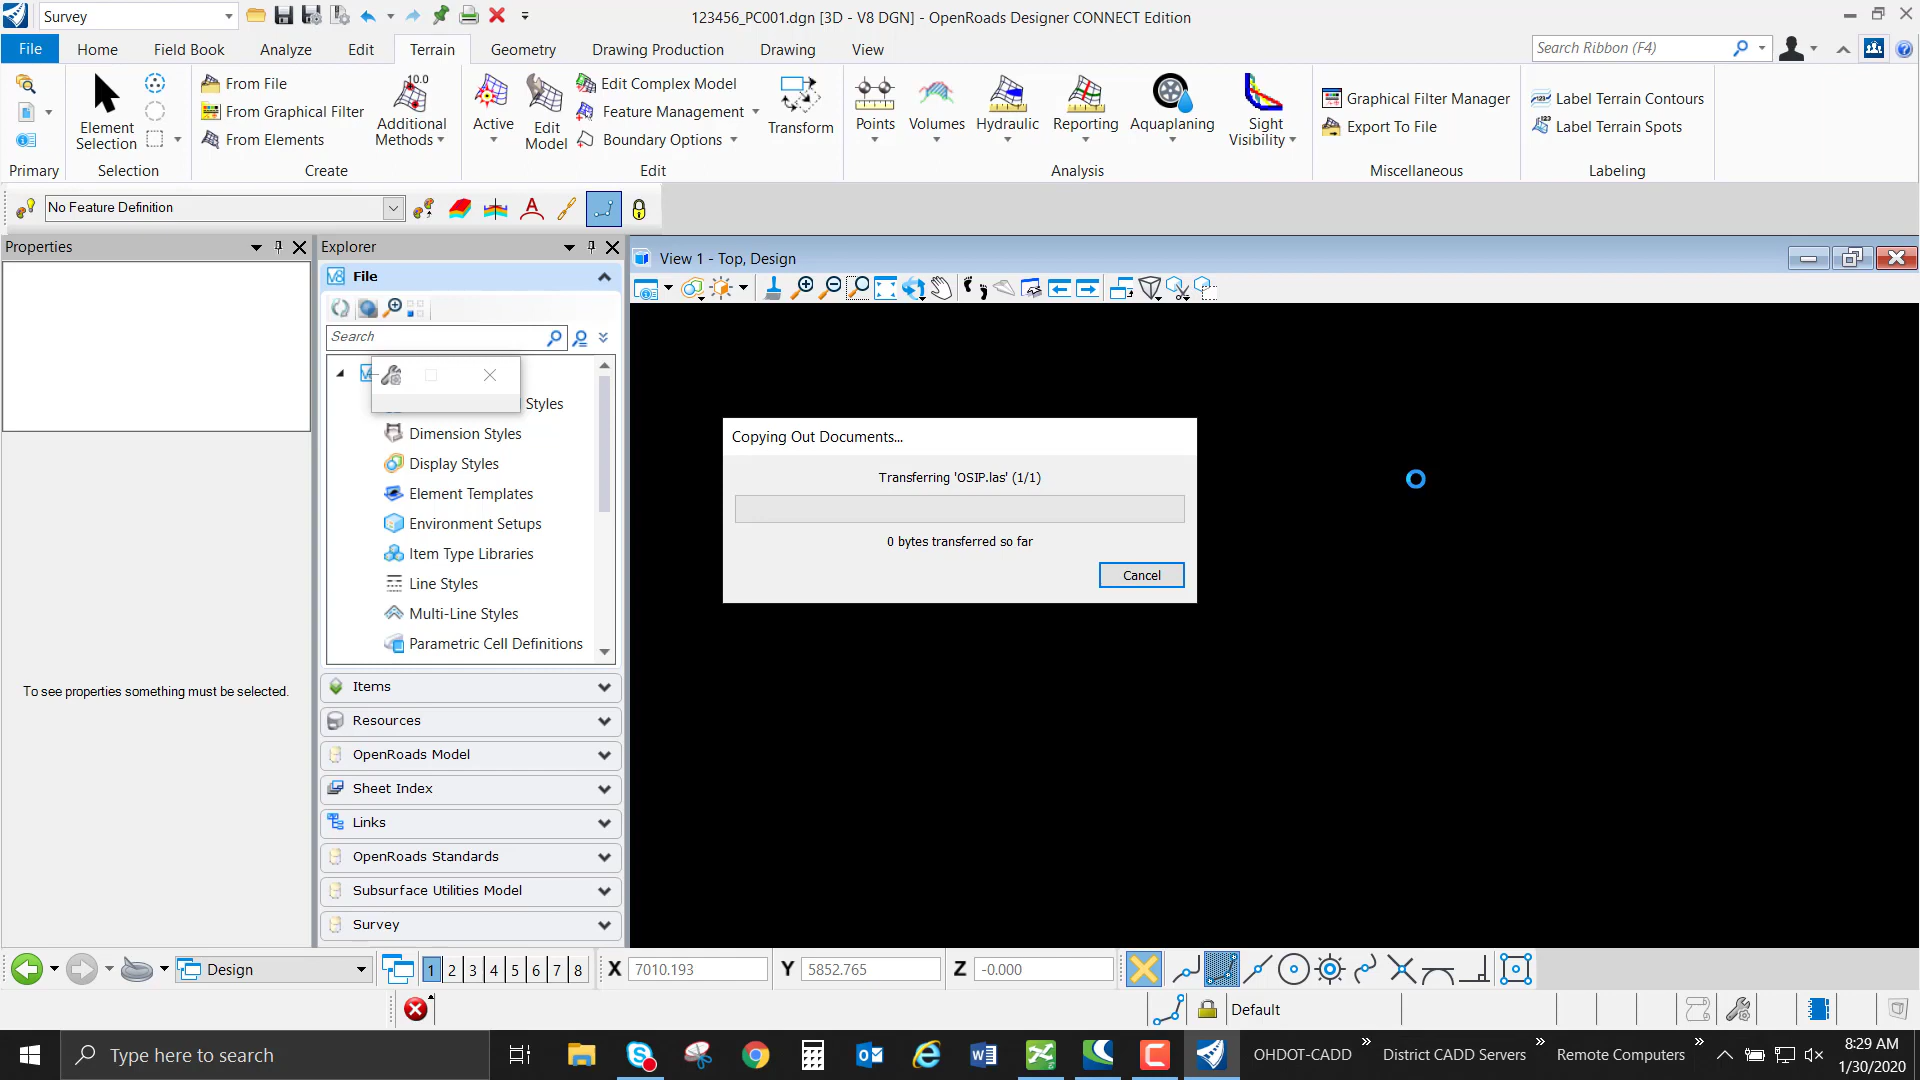 Survey
123456_PC001.dgn [3D - V8 DGN] - OpenRoads Designer CONNECT Edition
File
Home
Field Book
Analyze
Edit
Terrain
Geometry
Drawing Production
Drawing
View
Search Ribbon (F4)
Element
Selection
From File
From Graphical Filter
From Elements
10.0
Additional
Methods
Active
Edit
Model
Edit Complex Model
Feature Management
Boundary Options
Transform
Points
Volumes
Hydraulic
Reporting
Aquaplaning
Sight
Visibility
Graphical Filter Manager
Export To File
Label Terrain Contours
Label Terrain Spots
Primary
Selection
Create
Edit
Analysis
Miscellaneous
Labeling
No Feature Definition
Properties
To see properties something must be selected.
Explorer
File
Search
Styles
Dimension Styles
Display Styles
Element Templates
Environment Setups
Item Type Libraries
Line Styles
Multi-Line Styles
Parametric Cell Definitions
Items
Resources
OpenRoads Model
Sheet Index
Links
OpenRoads Standards
Subsurface Utilities Model
Survey
View 1 - Top, Design
Copying Out Documents...
Transferring 'OSIP.las' (1/1)
0 bytes transferred so far
Cancel
Design
1 2 3 4 5 6 7 8
X 7010.193
Y 5852.765
Z -0.000
Default
Type here to search
OHDOT-CADD
District CADD Servers
Remote Computers
8:29 AM
1/30/2020